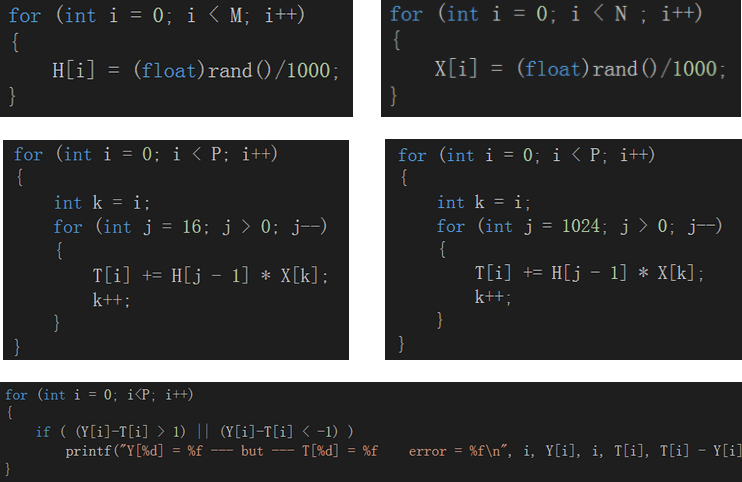 for (int i = 0; i < M; i++)
{
    H[i] = (float)rand()/1000;
}
for (int i = 0; i < N ; i++)
{
    X[i] = (float)rand()/1000;
}
for (int i = 0; i < P; i++)
{
    int k = i;
    for (int j = 16; j > 0; j--)
    {
        T[i] += H[j - 1] * X[k];
        k++;
    }
}
for (int i = 0; i < P; i++)
{
    int k = i;
    for (int j = 1024; j > 0; j--)
    {
        T[i] += H[j - 1] * X[k];
        k++;
    }
}
for (int i = 0; i<P; i++)
{
    if ( (Y[i]-T[i] > 1) || (Y[i]-T[i] < -1) )
        printf("Y[%d] = %f --- but --- T[%d] = %f    error = %f\n", i, Y[i], i, T[i], T[i] - Y[i]
}